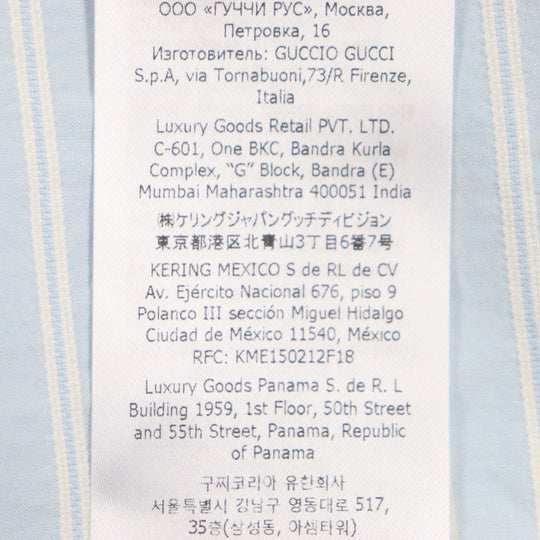 ООО «ГУЧЧИ РУС», Москва,
Петровка, 16
Изготовитель: GUCCIO GUCCI
S.p.A, via Tornabuoni,73/R Firenze,
Italia
Luxury Goods Retail PVT. LTD.
C-601, One BKC, Bandra Kurla
Complex, “G” Block, Bandra (E)
Mumbai Maharashtra 400051 India
㈱ケリングジャパングッチディビジョン
東京都港区北青山3丁目6番7号
KERING MEXICO S de RL de CV
Av. Ejército Nacional 676, piso 9
Polanco III sección Miguel Hidalgo
Ciudad de México 11540, México
RFC: KME150212F18
Luxury Goods Panama S. de R. L
Building 1959, 1st Floor, 50th Street
and 55th Street, Panama, Republic
of Panama
구찌코리아 유한회사
서울특별시 강남구 영동대로 517,
35층(삼성동, 아셈타워)